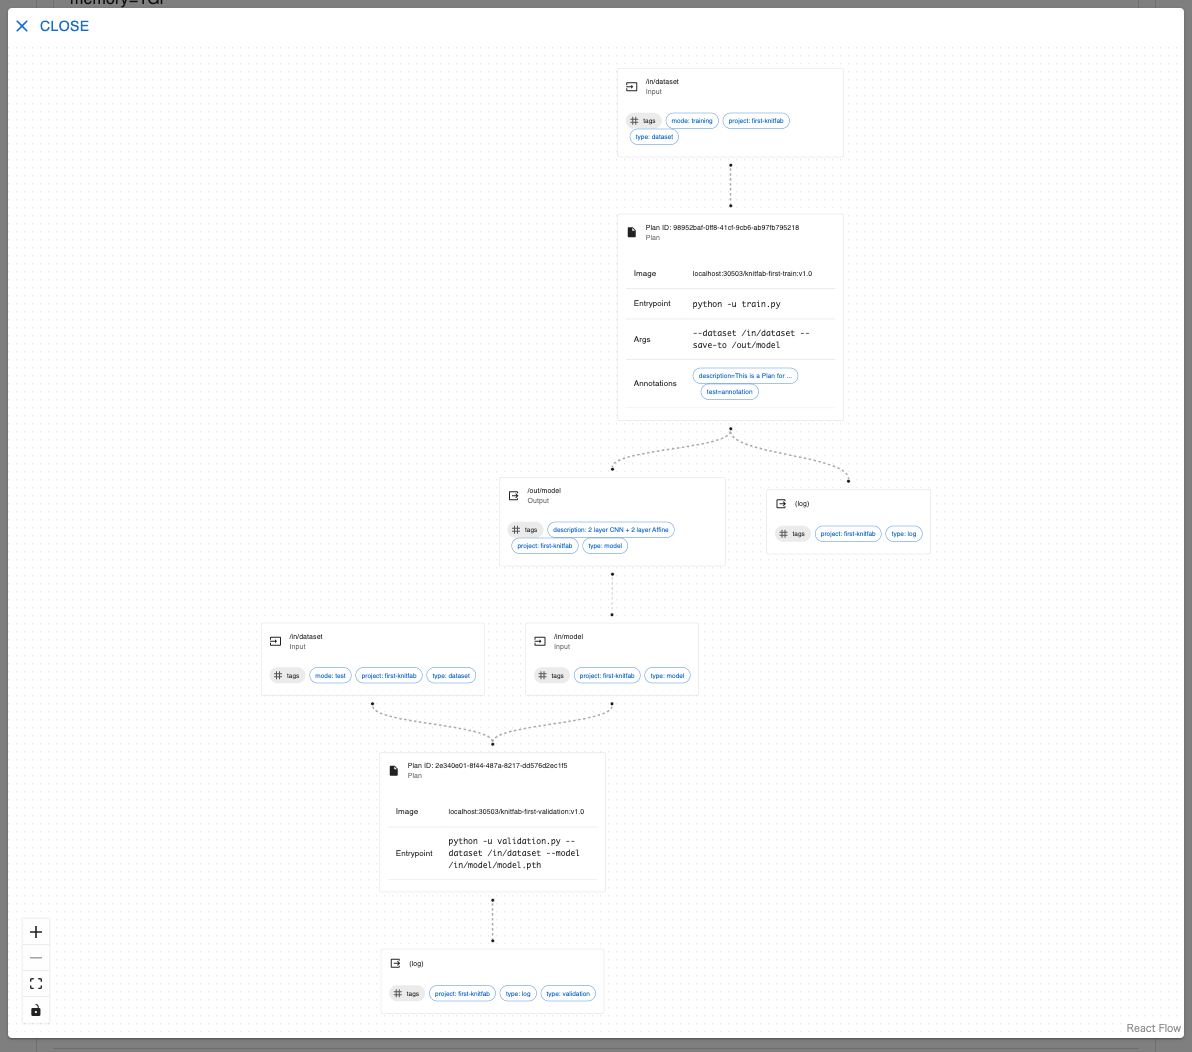 CLOSE
/in/dataset
Input
tags mode: training project: first-knitfab
type: dataset
Plan ID: 98952baf-0ff8-41cf-9cb6-ab97fb795218
Plan
Image localhost:30503/knitfab-first-train:v1.0
Entrypoint python -u train.py
Args --dataset /in/dataset --
save-to /out/model
Annotations description=This is a Plan for ...
test=annotation
/out/model
Output
tags description: 2 layer CNN + 2 layer Affine
project: first-knitfab type: model
(log)
tags project: first-knitfab type: log
/in/dataset
Input
tags mode: test project: first-knitfab type: dataset
/in/model
Input
tags project: first-knitfab type: model
Plan ID: 2e340e01-8f44-487a-8217-dd576d2ec1f5
Plan
Image localhost:30503/knitfab-first-validation:v1.0
Entrypoint python -u validation.py --
dataset /in/dataset --model
/in/model/model.pth
(log)
tags project: first-knitfab type: log type: validation
React Flow